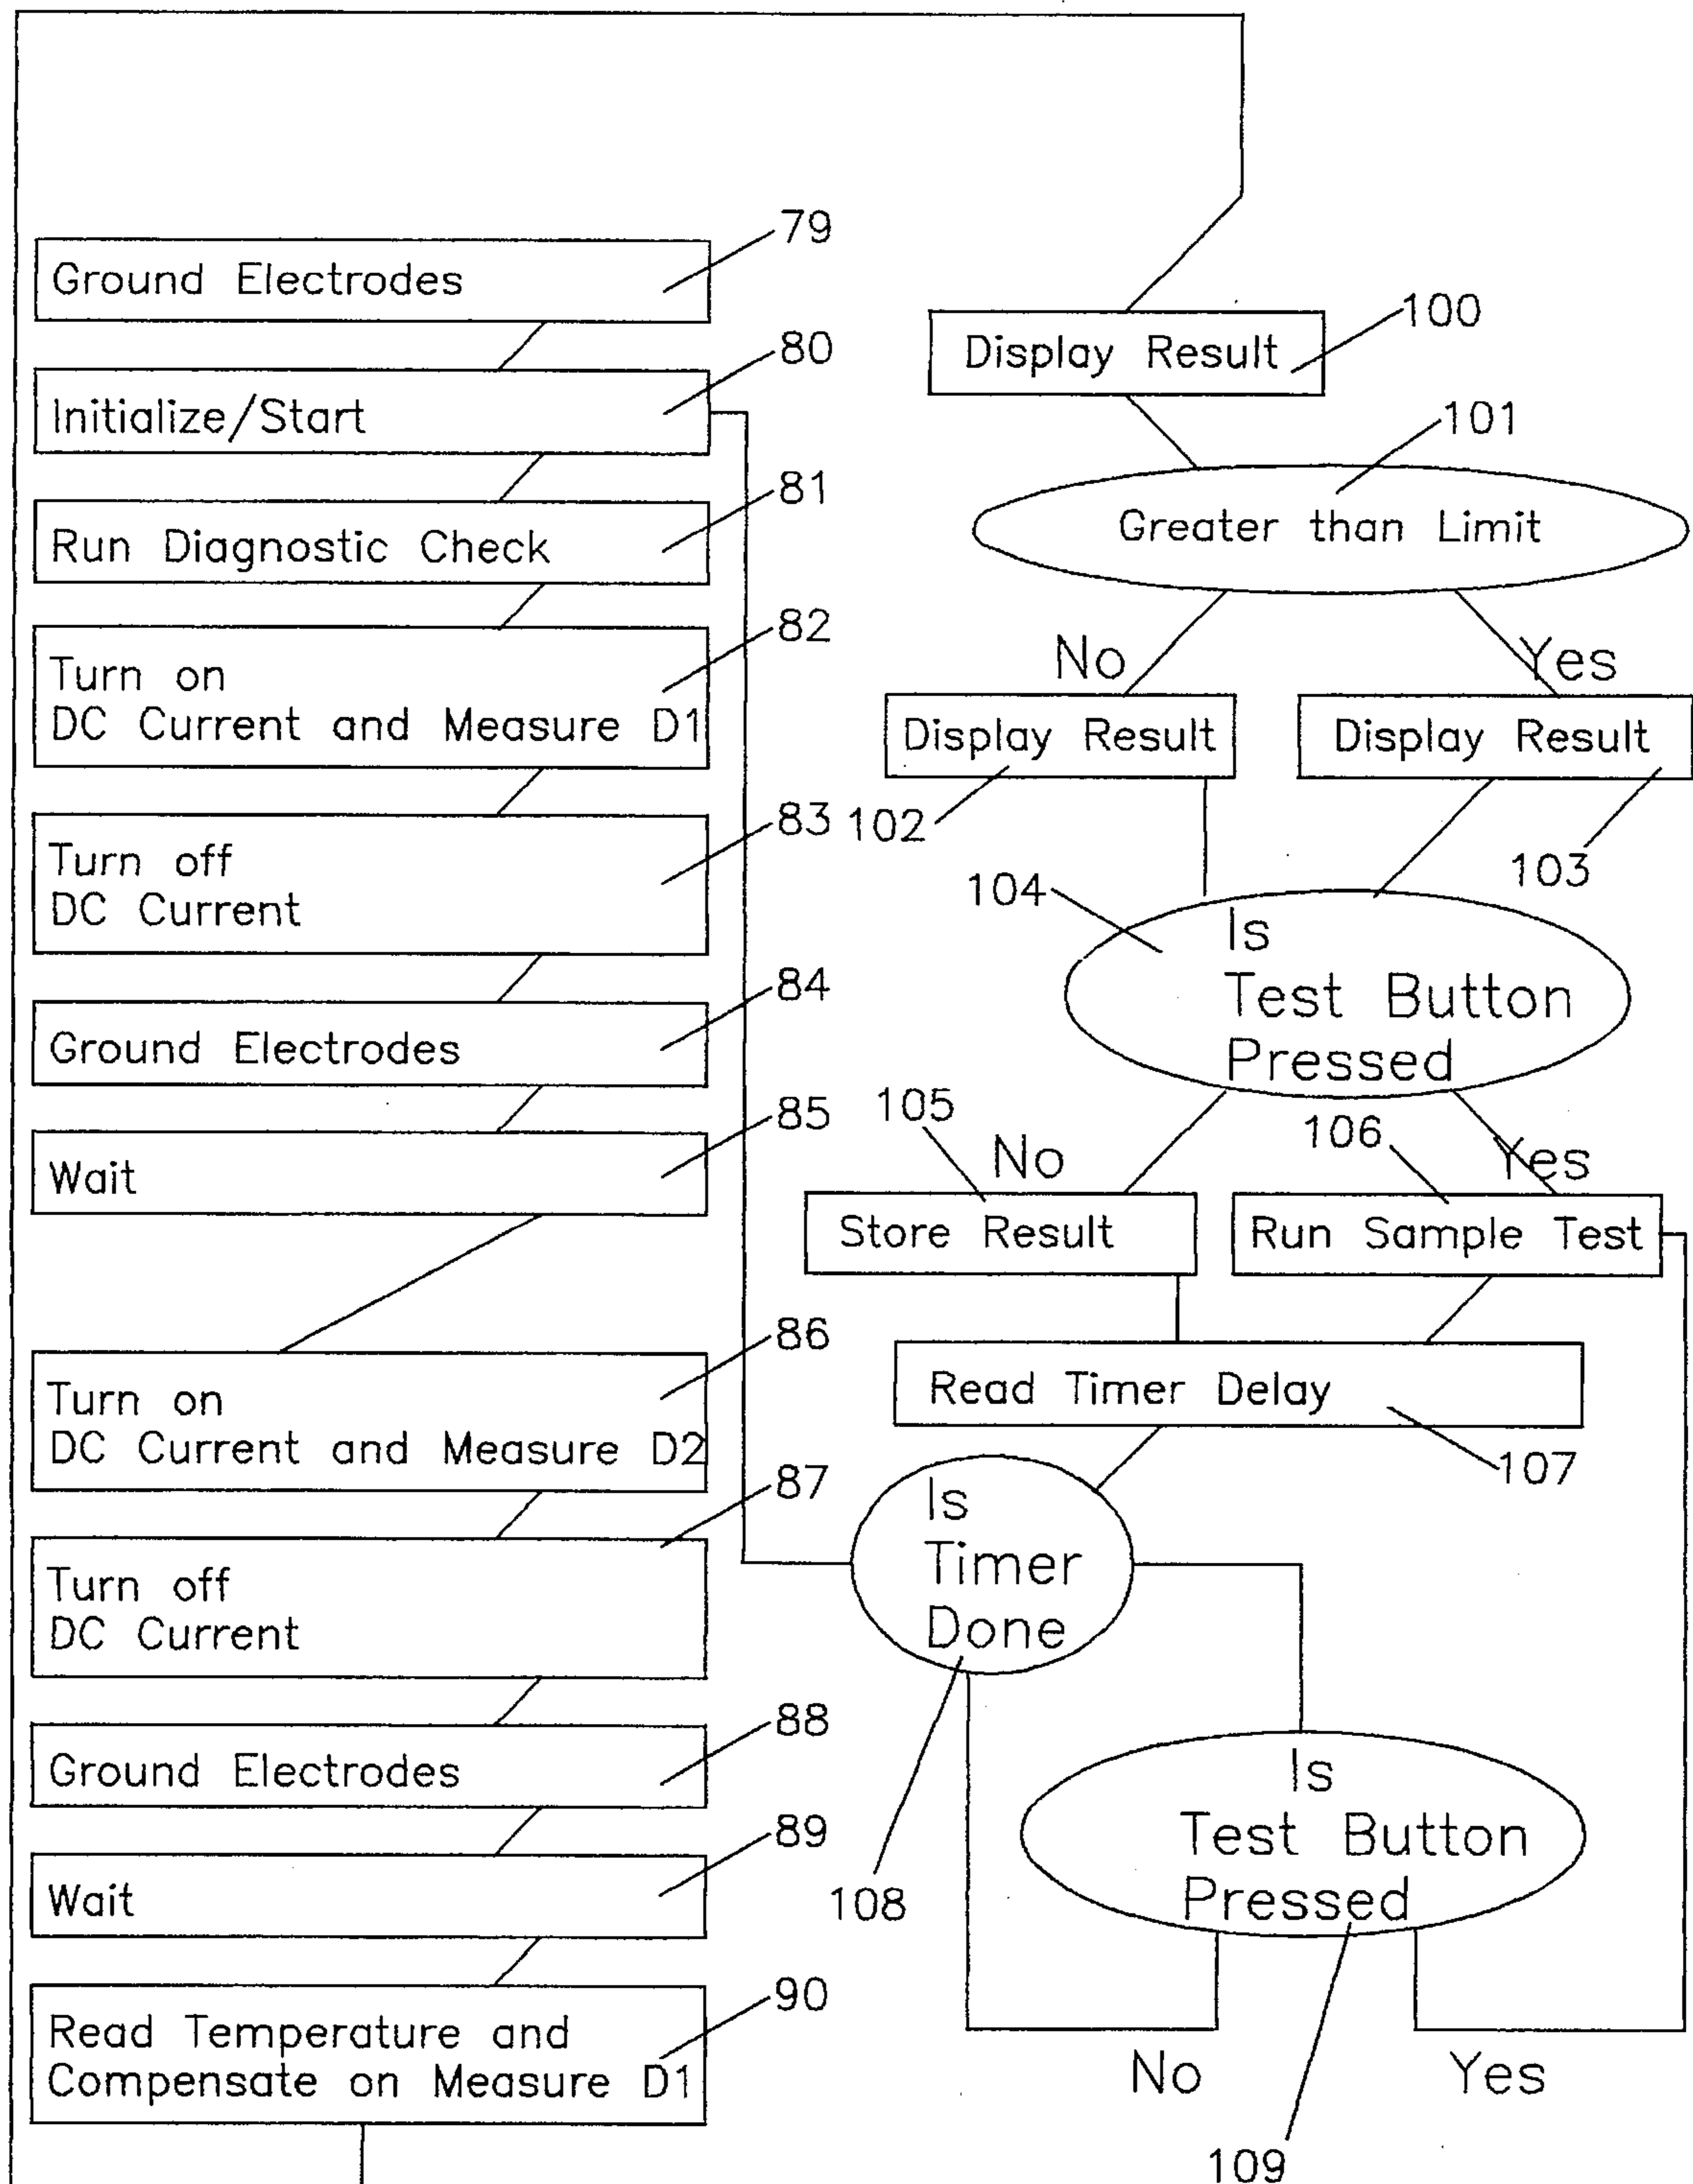 Ground Electrodes
79
Initialize/Start
80
Run Diagnostic Check
81
Turn on
DC Current and Measure D1
82
Turn off
DC Current
83
Ground Electrodes
84
Wait
85
Turn on
DC Current and Measure D2
86
Turn off
DC Current
87
Ground Electrodes
88
Wait
89
Read Temperature and
Compensate on Measure D1
90
Display Result
100
101
Greater than Limit
No
Yes
Display Result
102
Display Result
103
104
Is
Test Button
Pressed
105
No
106
Yes
Store Result
Run Sample Test
Read Timer Delay
107
Is
Timer
Done
108
Is
Test Button
Pressed
No
Yes
109